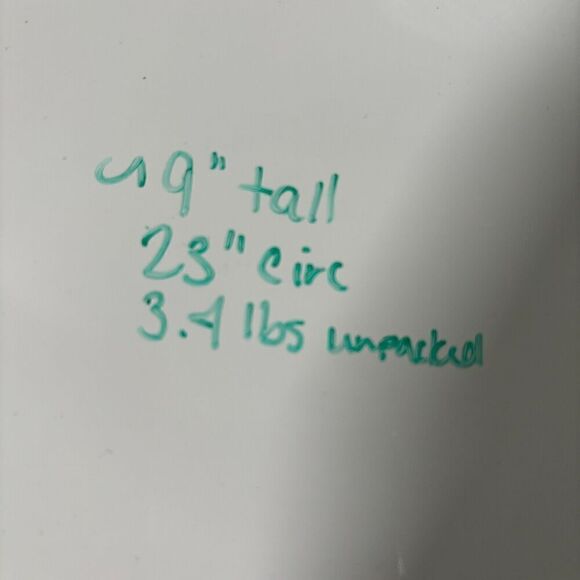 ~9" tall
23" circ
3.4 lbs unpacked